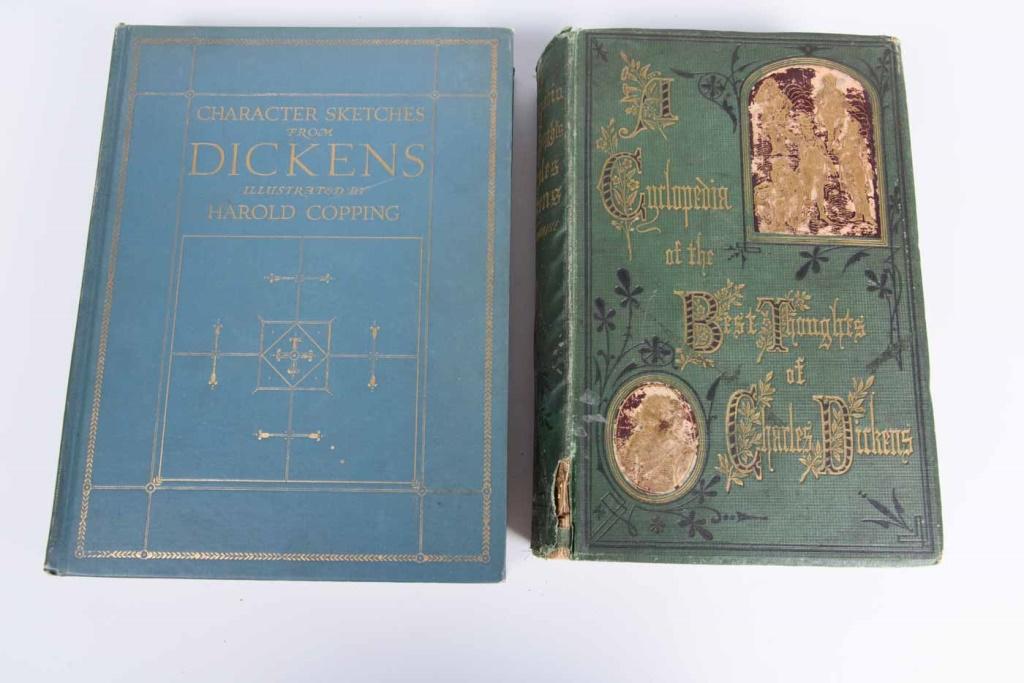 CHARACTER SKETCHES
FROM
DICKENS
ILLUSTRATED BY
HAROLD COPPING
A
Cyclopedia
of the
Best Thoughts
of
Charles Dickens